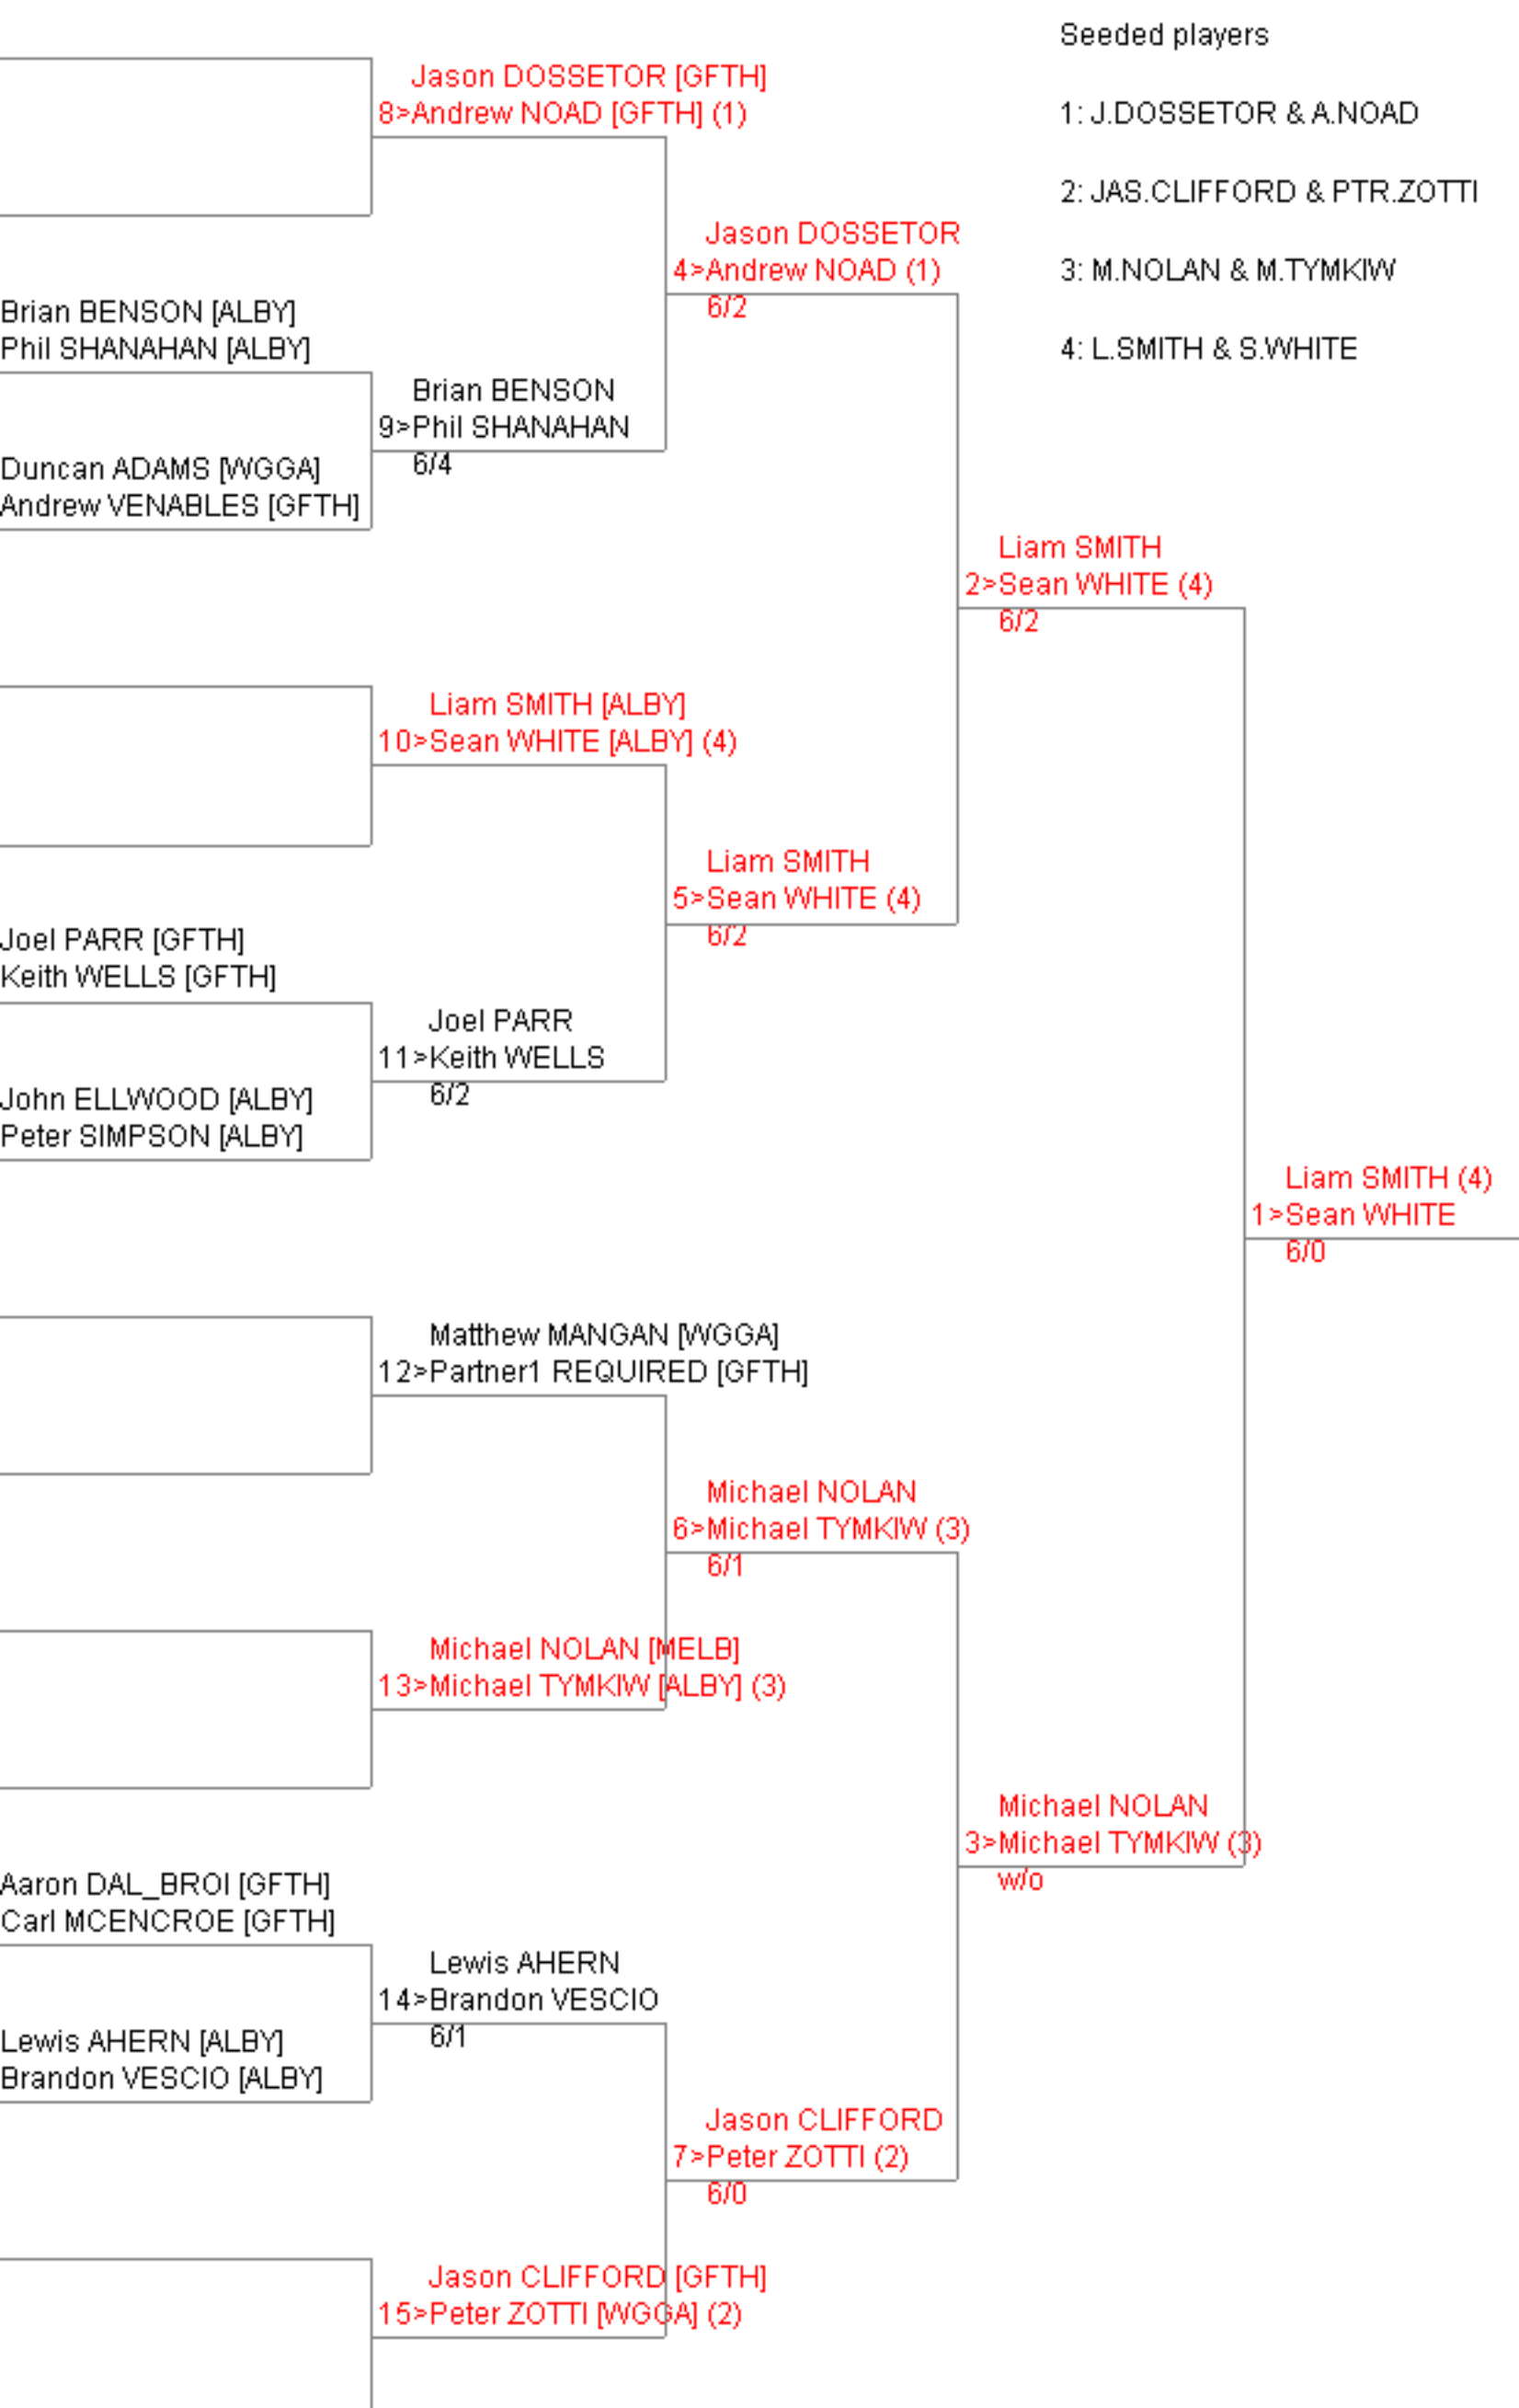 Seeded players
Jason DOSSETOR [GFTH]
8>Andrew NOAD [GFTH] (1)
1: J.DOSSETOR & A.NOAD
2: JAS.CLIFFORD & PTR.ZOTTI
Jason DOSSETOR
4>Andrew NOAD (1)
6/2
3: M.NOLAN & M.TYMKIW
4: L.SMITH & S.WHITE
Brian BENSON [ALBY]
Phil SHANAHAN [ALBY]
Brian BENSON
9>Phil SHANAHAN
6/4
Duncan ADAMS [WGGA]
Andrew VENABLES [GFTH]
Liam SMITH
2>Sean WHITE (4)
6/2
Liam SMITH [ALBY]
10>Sean WHITE [ALBY] (4)
Liam SMITH
5>Sean WHITE (4)
6/2
Joel PARR [GFTH]
Keith WELLS [GFTH]
Joel PARR
11>Keith WELLS
6/2
John ELLWOOD [ALBY]
Peter SIMPSON [ALBY]
Liam SMITH (4)
1>Sean WHITE
6/0
Matthew MANGAN [WGGA]
12>Partner1 REQUIRED [GFTH]
Michael NOLAN
6>Michael TYMKIW (3)
6/1
Michael NOLAN [MELB]
13>Michael TYMKIW [ALBY] (3)
Michael NOLAN
3>Michael TYMKIW (3)
w/o
Aaron DAL_BROI [GFTH]
Carl MCENCROE [GFTH]
Lewis AHERN
14>Brandon VESCIO
6/1
Lewis AHERN [ALBY]
Brandon VESCIO [ALBY]
Jason CLIFFORD
7>Peter ZOTTI (2)
6/0
Jason CLIFFORD [GFTH]
15>Peter ZOTTI [WGGA] (2)